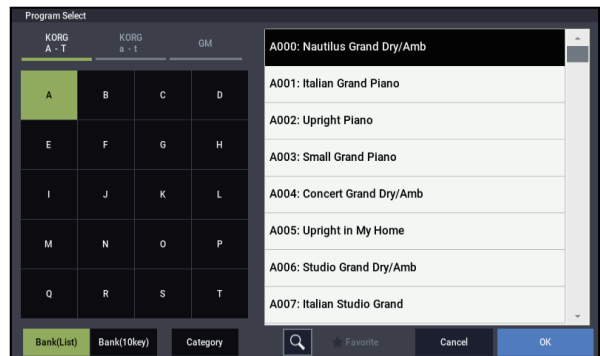 Program Select
KORG
A - T
KORG
a - t
GM
A B C D
E F G H
I J K L
M N O P
Q R S T
A000: Nautilus Grand Dry/Amb
A001: Italian Grand Piano
A002: Upright Piano
A003: Small Grand Piano
A004: Concert Grand Dry/Amb
A005: Upright in My Home
A006: Studio Grand Dry/Amb
A007: Italian Studio Grand
Bank(List) Bank(10key) Category Favorite Cancel OK